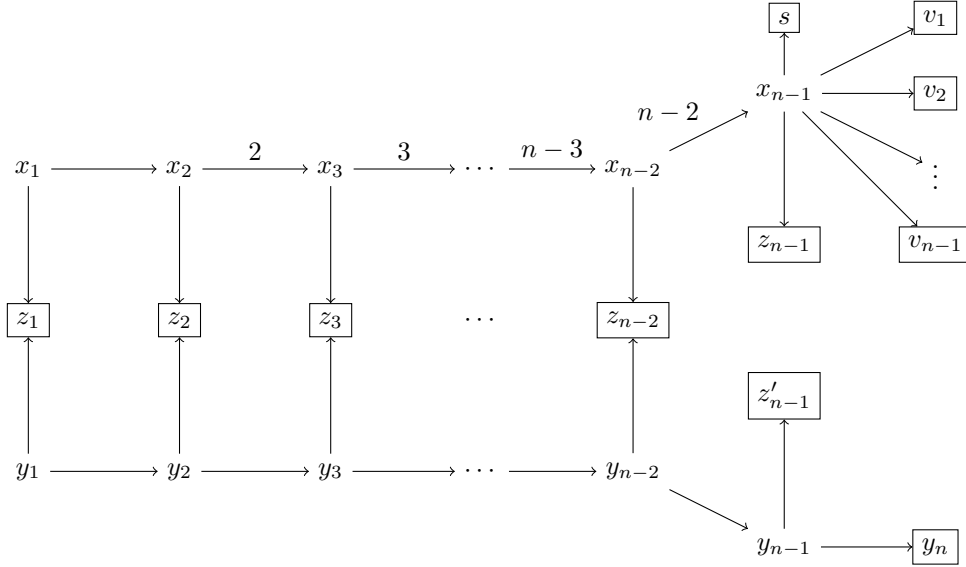 s v_1
x_{n-1} v_2
n-2
x_1 x_2 2 x_3 3 ⋯ n-3 x_{n-2} ⋮
z_{n-1} v_{n-1}
z_1 z_2 z_3 ⋯ z_{n-2}
z'_{n-1}
y_1 y_2 y_3 ⋯ y_{n-2}
y_{n-1} y_n